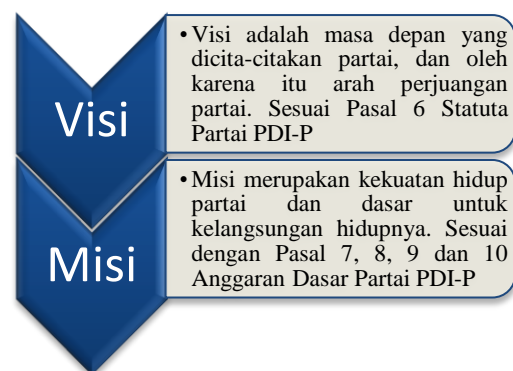 Visi
• Visi adalah masa depan yang
dicita-citakan partai, dan oleh
karena itu arah perjuangan
partai. Sesuai Pasal 6 Statuta
Partai PDI-P
Misi
• Misi merupakan kekuatan hidup
partai dan dasar untuk
kelangsungan hidupnya. Sesuai
dengan Pasal 7, 8, 9 dan 10
Anggaran Dasar Partai PDI-P